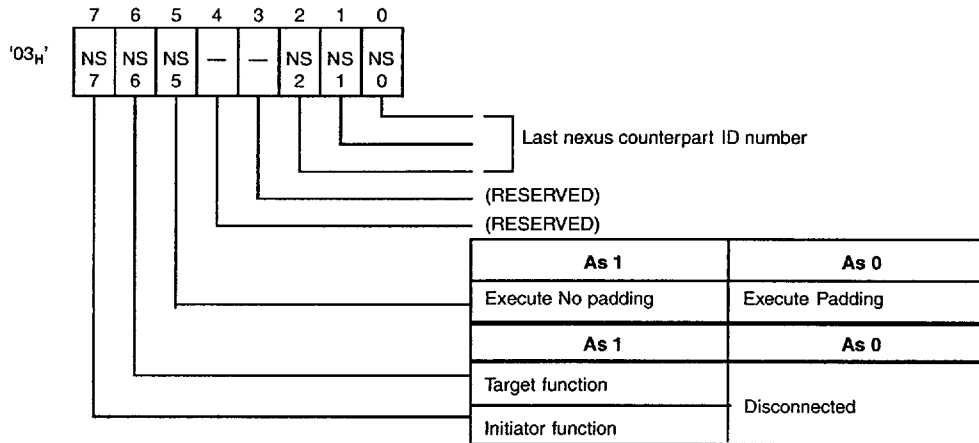 7 6 5 4 3 2 1 0
'03H' NS 7 NS 6 NS 5 — — NS 2 NS 1 NS 0
Last nexus counterpart ID number
(RESERVED)
(RESERVED)
As 1 As 0
Execute No padding Execute Padding
As 1 As 0
Target function
Disconnected
Initiator function